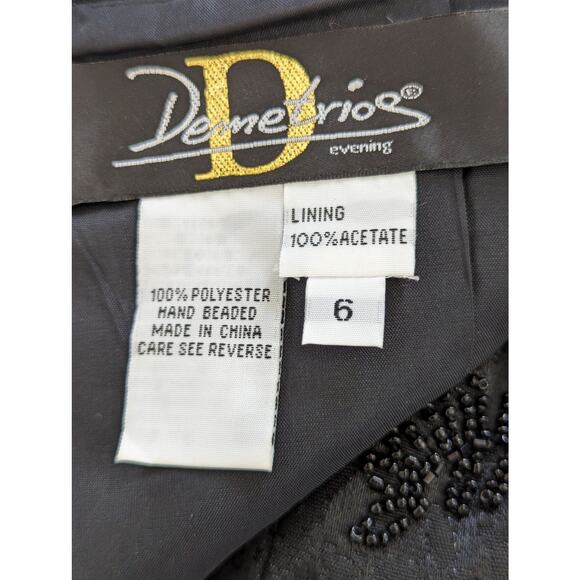 D
Demetrios®
evening
LINING
100% ACETATE
6
100% POLYESTER
HAND BEADED
MADE IN CHINA
CARE SEE REVERSE